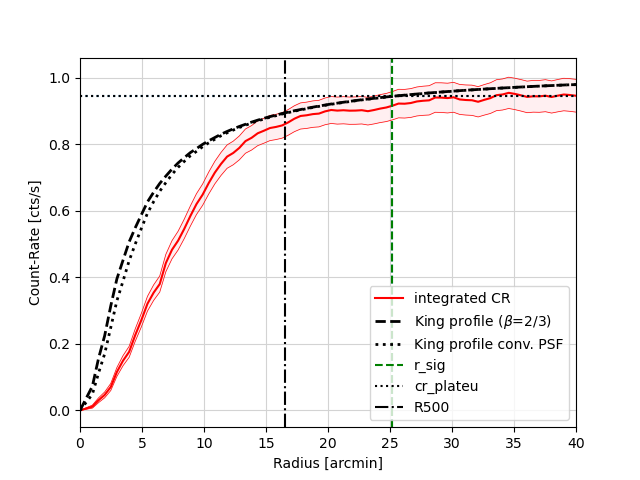 1.0
0.8
0.6
0.4
0.2
0.0
Count-Rate [cts/s]
integrated CR
King profile (β=2/3)
King profile conv. PSF
r_sig
cr_plateu
R500
0 5 10 15 20 25 30 35 40
Radius [arcmin]